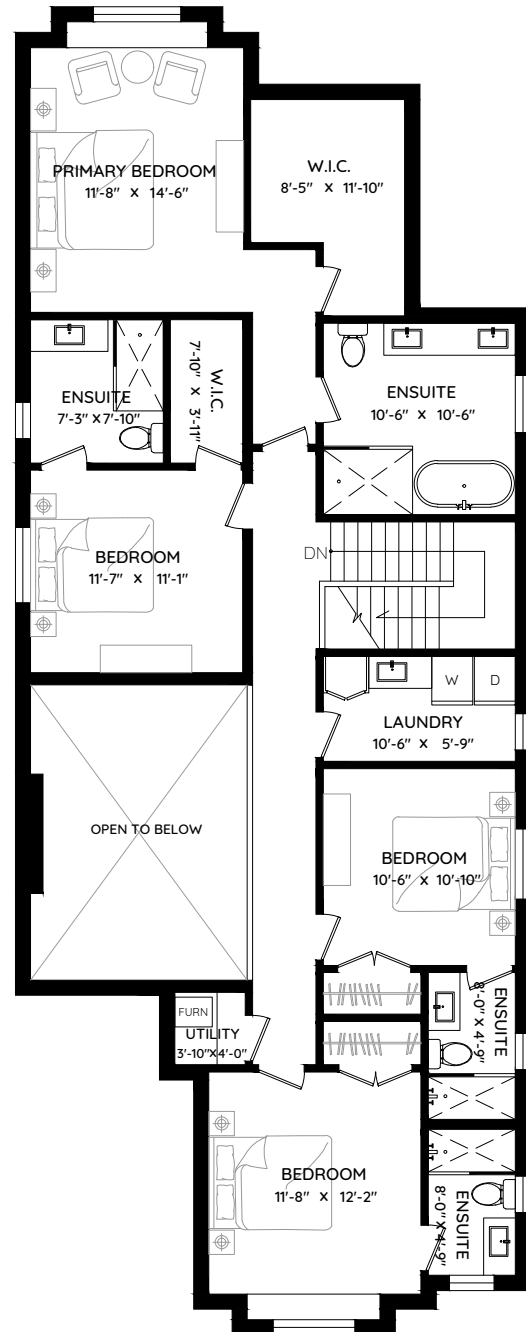 PRIMARY BEDROOM
11'-8" x 14'-6"
W.I.C.
8'-5" x 11'-10"
ENSUITE
7'-3" x 7'-10"
W.I.C.
7'-10" x 3'-11"
ENSUITE
10'-6" x 10'-6"
BEDROOM
11'-7" x 11'-1"
DN
W
D
LAUNDRY
10'-6" x 5'-9"
OPEN TO BELOW
BEDROOM
10'-6" x 10'-10"
ENSUITE
8'-0" x 4'-9"
FURN
UTILITY
3'-10" x 4'-0"
BEDROOM
11'-8" x 12'-2"
ENSUITE
8'-0" x 4'-9"